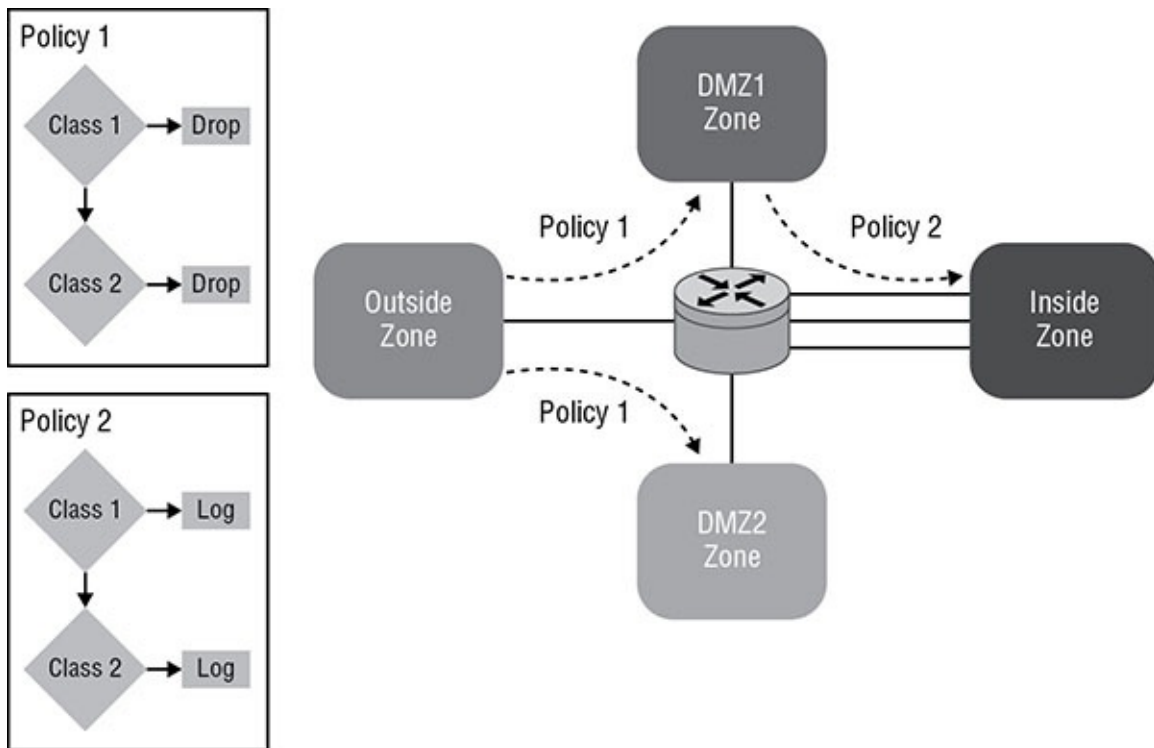 Policy 1
Class 1
Drop
Class 2
Drop
Policy 2
Class 1
Log
Class 2
Log
DMZ1
Zone
Policy 1
Policy 2
Outside
Zone
Inside
Zone
Policy 1
DMZ2
Zone